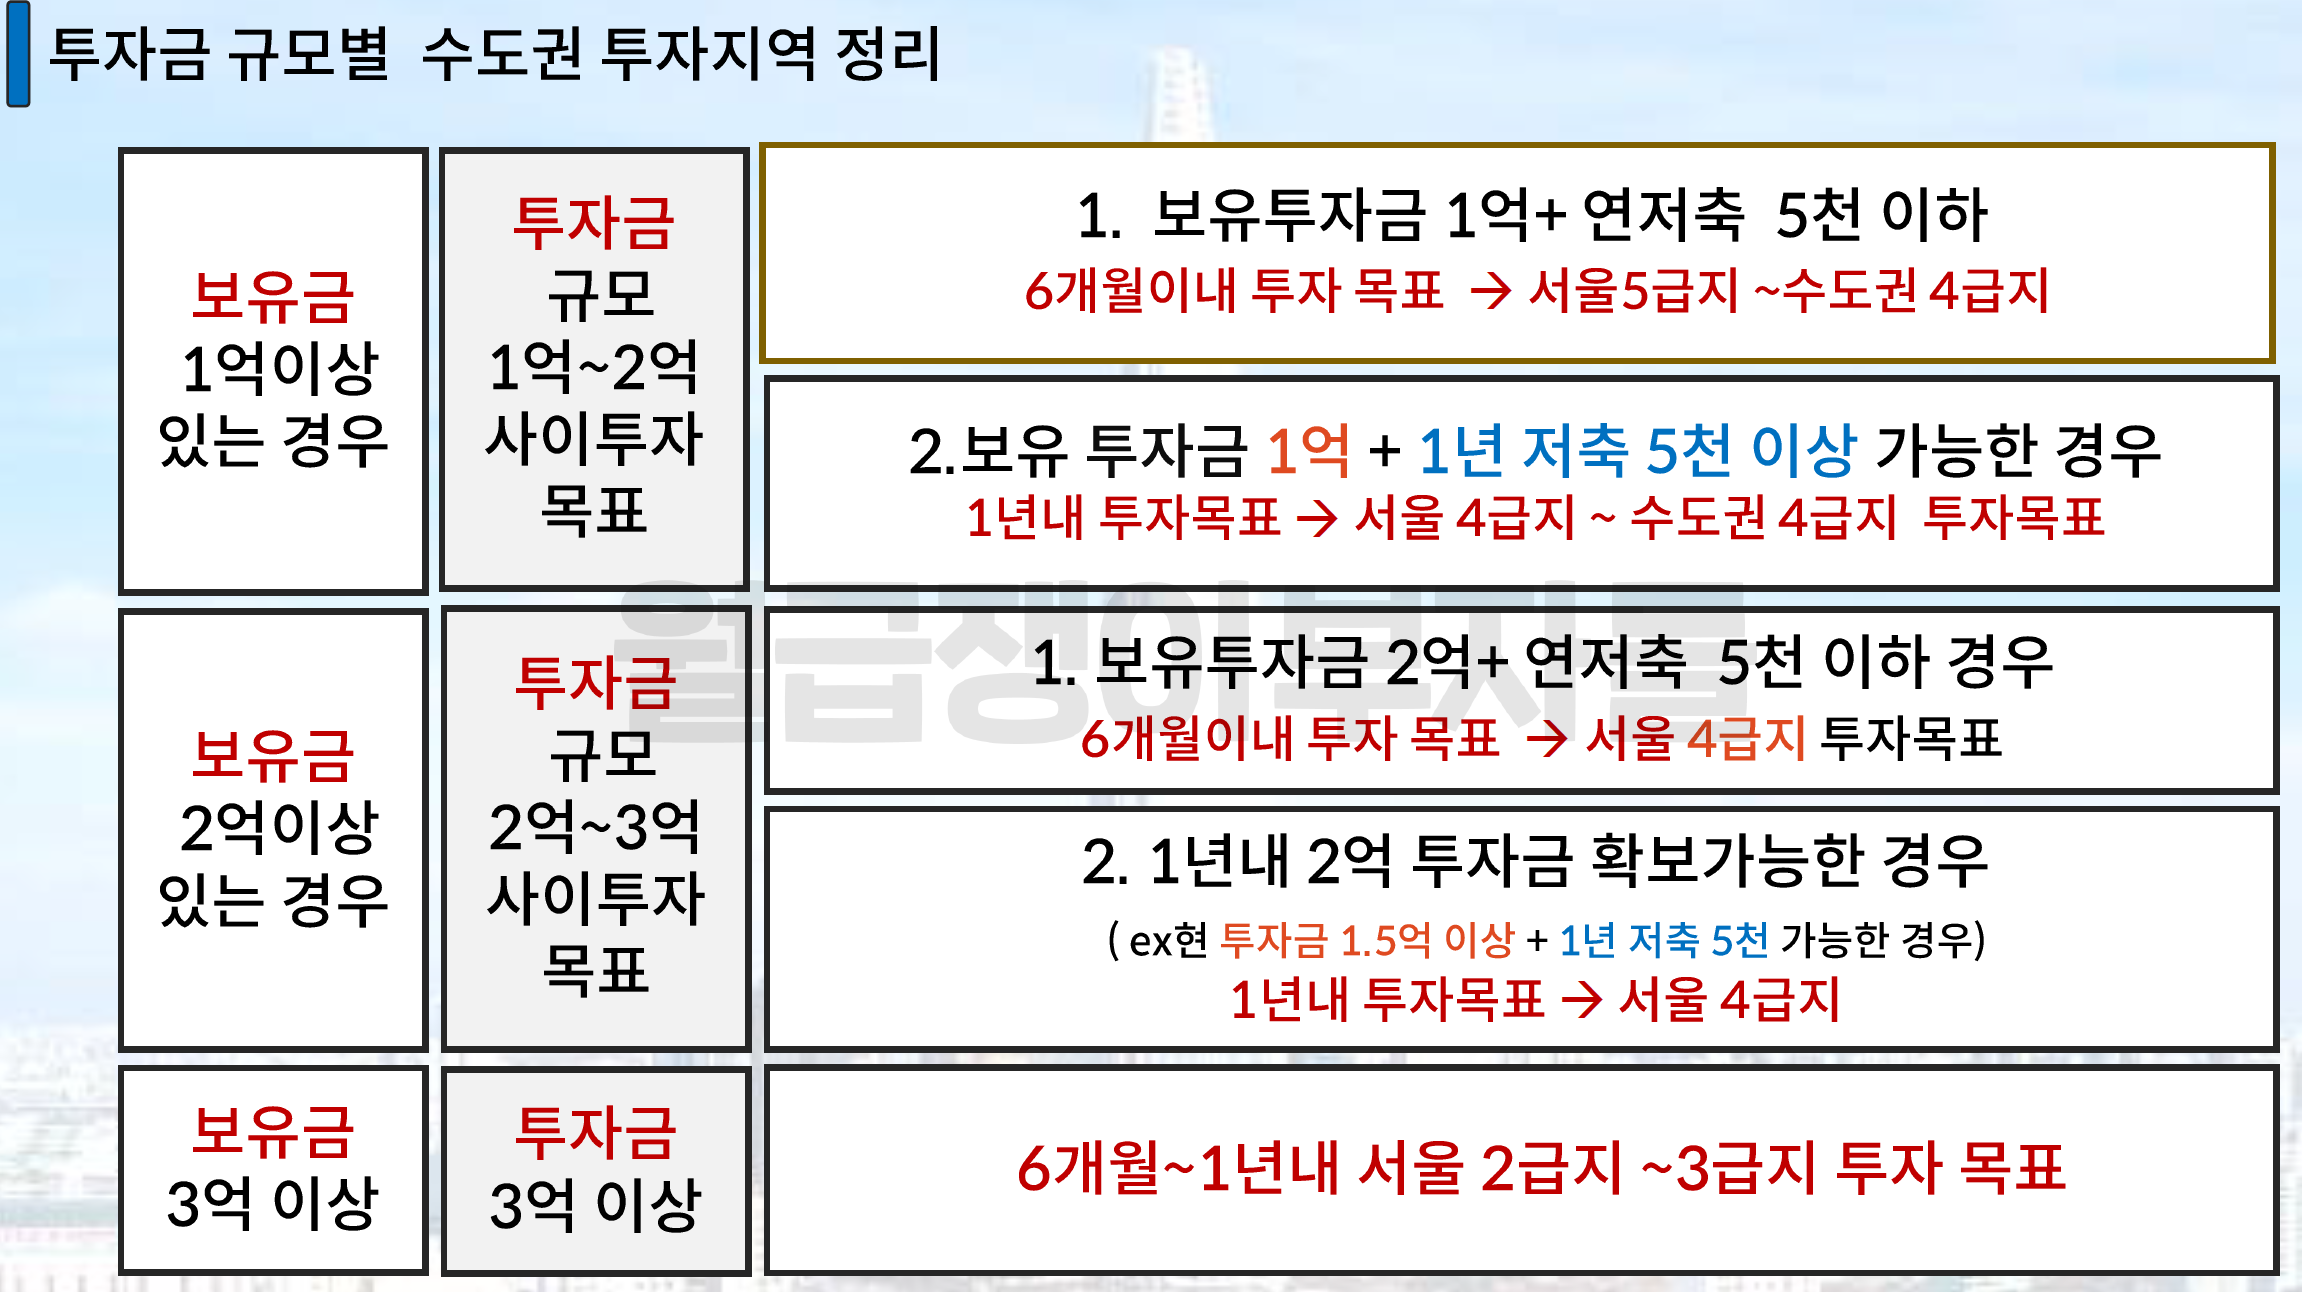 투자금 규모별 수도권 투자지역 정리
보유금
1억이상
있는 경우
투자금
규모
1억~2억
사이투자
목표
1. 보유투자금 1억+ 연저축 5천 이하
6개월이내 투자 목표 → 서울5급지 ~수도권 4급지
2.보유 투자금 1억 + 1년 저축 5천 이상 가능한 경우
1년내 투자목표 → 서울 4급지 ~ 수도권 4급지 투자목표
월급쟁이부자들
보유금
2억이상
있는 경우
투자금
규모
2억~3억
사이투자
목표
1. 보유투자금 2억+ 연저축 5천 이하 경우
6개월이내 투자 목표 → 서울 4급지 투자목표
2. 1년내 2억 투자금 확보가능한 경우
( ex현 투자금 1.5억 이상 + 1년 저축 5천 가능한 경우)
1년내 투자목표 → 서울 4급지
보유금
3억 이상
투자금
3억 이상
6개월~1년내 서울 2급지 ~3급지 투자 목표